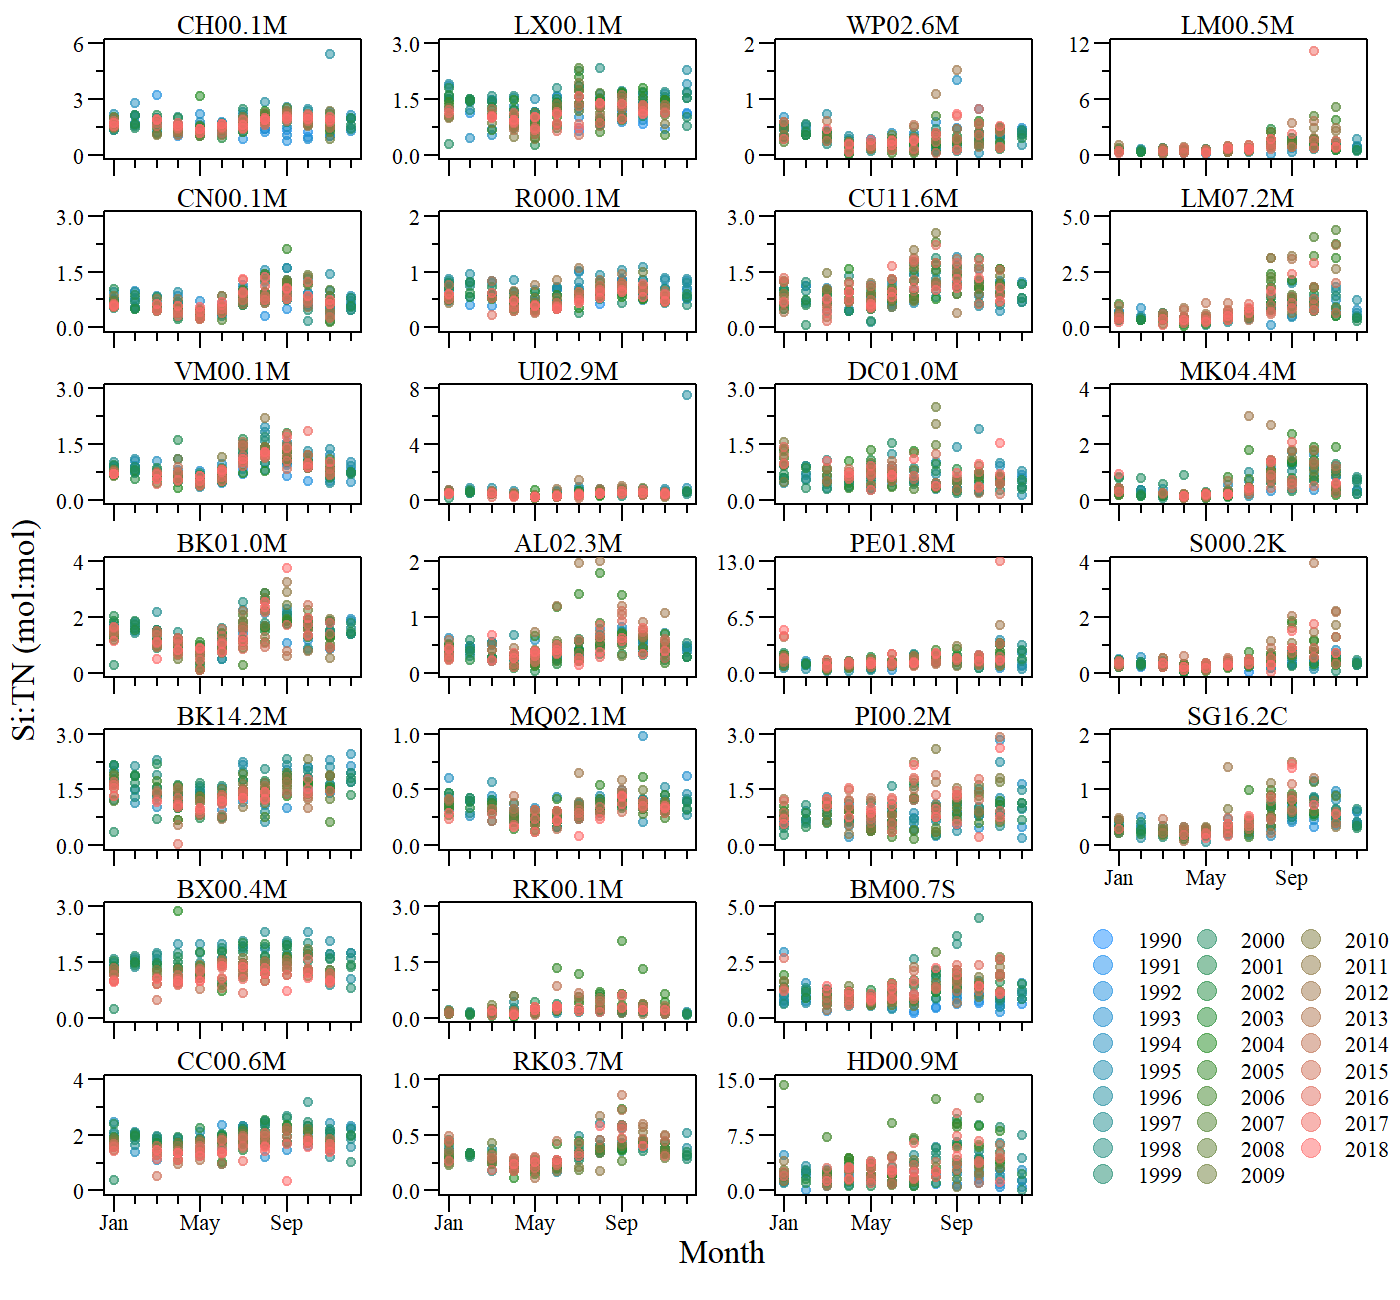 CH00.1M LX00.1M WP02.6M LM00.5M
6 3.0 2 12
3 1.5 1 6
0 0.0 0 0
CN00.1M R000.1M CU11.6M LM07.2M
3.0 2 3.0 5.0
1.5 1 1.5 2.5
0.0 0 0.0 0.0
VM00.1M UI02.9M DC01.0M MK04.4M
3.0 8 3.0 4
1.5 4 1.5 2
0.0 0 0.0 0
BK01.0M AL02.3M PE01.8M S000.2K
4 2 13.0 4
2 1 6.5 2
0 0 0.0 0
BK14.2M MQ02.1M PI00.2M SG16.2C
3.0 1.0 3.0 2
1.5 0.5 1.5 1
0.0 0.0 0.0 0
Jan May Sep
BX00.4M RK00.1M BM00.7S
3.0 3.0 5.0
1.5 1.5 2.5
0.0 0.0 0.0
CC00.6M RK03.7M HD00.9M
4 1.0 15.0
2 0.5 7.5
0 0.0 0.0
Jan May Sep Jan May Sep Jan May Sep
Si:TN (mol:mol)
Month
1990 2000 2010
1991 2001 2011
1992 2002 2012
1993 2003 2013
1994 2004 2014
1995 2005 2015
1996 2006 2016
1997 2007 2017
1998 2008 2018
1999 2009